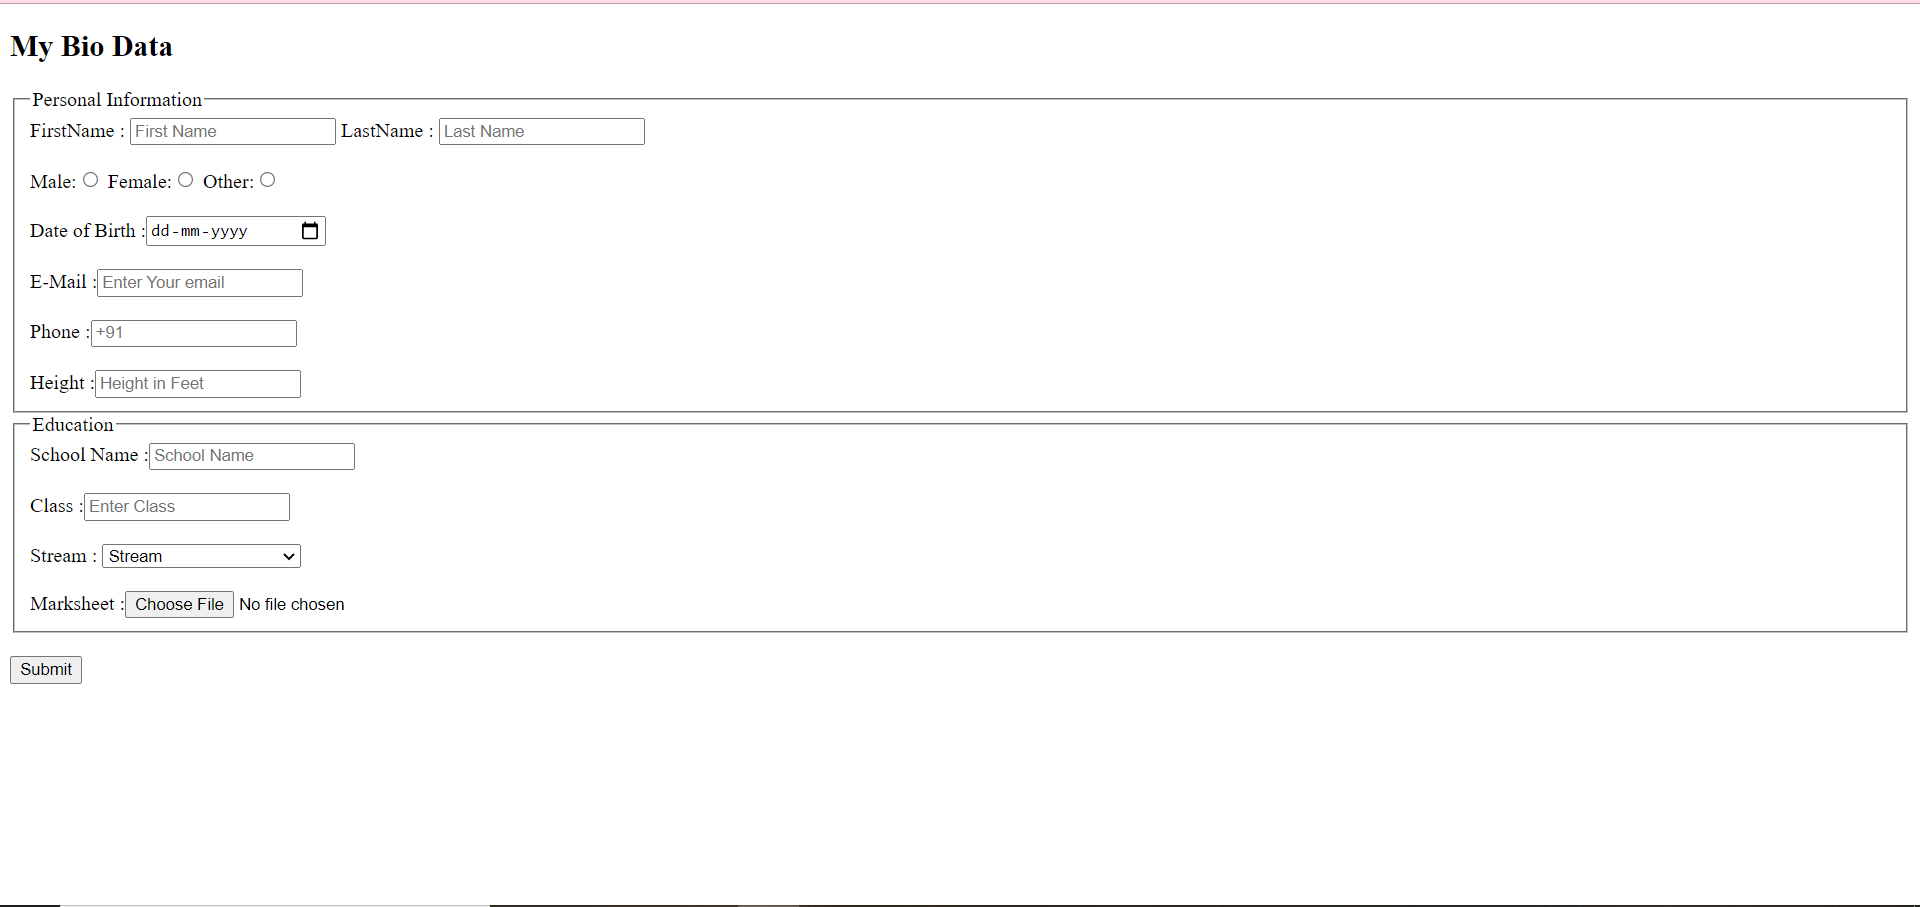 My Bio Data
Personal Information
FirstName : First Name LastName : Last Name
Male: Female: Other:
Date of Birth :dd-mm-yyyy
E-Mail :Enter Your email
Phone :+91
Height :Height in Feet
Education
School Name :School Name
Class :Enter Class
Stream : Stream
Marksheet :Choose File No file chosen
Submit